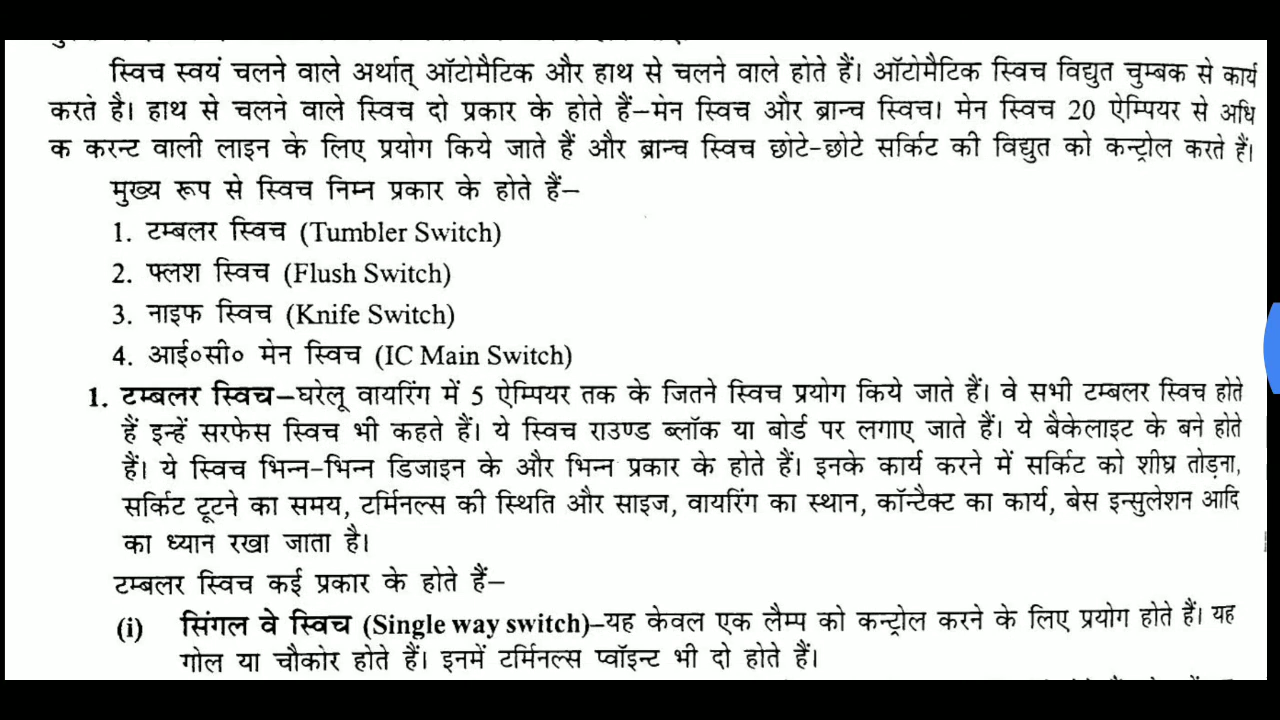 स्विच स्वयं चलने वाले अर्थात् ऑटोमैटिक और हाथ से चलने वाले होते हैं। ऑटोमैटिक स्विच विद्युत चुम्बक से कार्य
करते है। हाथ से चलने वाले स्विच दो प्रकार के होते हैं–मेन स्विच और ब्रान्च स्विच। मेन स्विच 20 ऐम्पियर से अधि
क करन्ट वाली लाइन के लिए प्रयोग किये जाते हैं और ब्रान्च स्विच छोटे-छोटे सर्किट की विद्युत को कन्ट्रोल करते हैं।
मुख्य रूप से स्विच निम्न प्रकार के होते हैं–
1. टम्बलर स्विच (Tumbler Switch)
2. फ्लश स्विच (Flush Switch)
3. नाइफ स्विच (Knife Switch)
4. आई०सी० मेन स्विच (IC Main Switch)
1. टम्बलर स्विच–घरेलू वायरिंग में 5 ऐम्पियर तक के जितने स्विच प्रयोग किये जाते हैं। वे सभी टम्बलर स्विच होते
हैं इन्हें सरफेस स्विच भी कहते हैं। ये स्विच राउण्ड ब्लॉक या बोर्ड पर लगाए जाते हैं। ये बैकेलाइट के बने होते
हैं। ये स्विच भिन्न-भिन्न डिजाइन के और भिन्न प्रकार के होते हैं। इनके कार्य करने में सर्किट को शीघ्र तोड़ना,
सर्किट टूटने का समय, टर्मिनल्स की स्थिति और साइज, वायरिंग का स्थान, कॉन्टैक्ट का कार्य, बेस इन्सुलेशन आदि
का ध्यान रखा जाता है।
टम्बलर स्विच कई प्रकार के होते हैं–
(i) सिंगल वे स्विच (Single way switch)–यह केवल एक लैम्प को कन्ट्रोल करने के लिए प्रयोग होते हैं। यह
गोल या चौकोर होते हैं। इनमें टर्मिनल्स प्वॉइन्ट भी दो होते हैं।